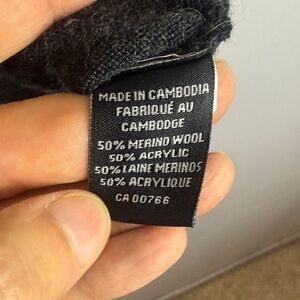 MADE IN CAMBODIA
FABRIQUÉ AU
CAMBODGE
50% MERINO WOOL
50% ACRYLIC
50% LAINE MERINOS
50% ACRYLIQUE
CA 00766